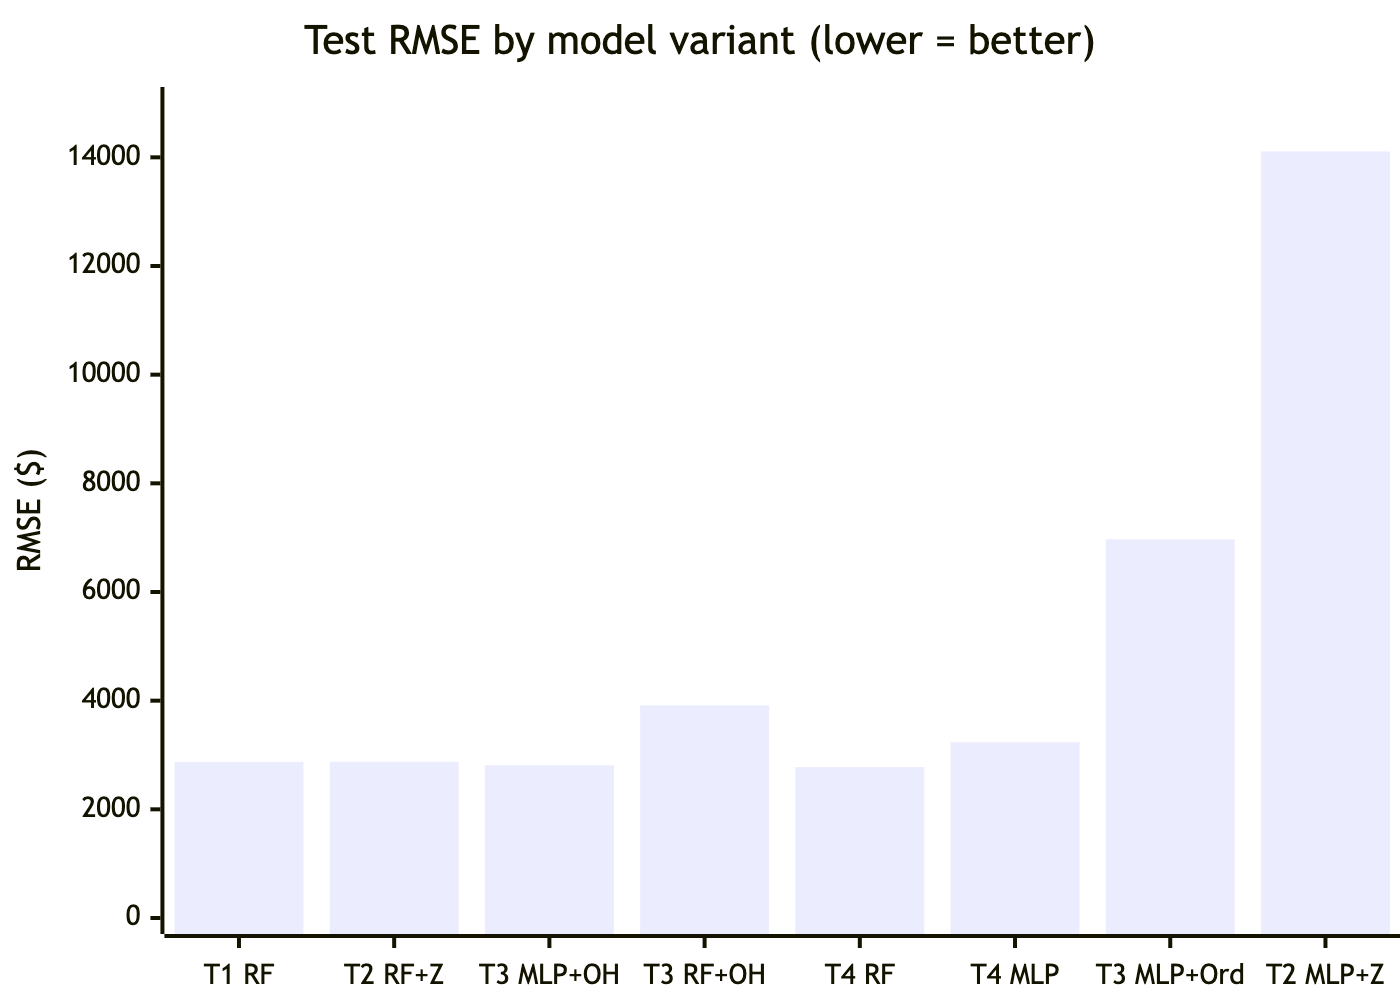 Test RMSE by model variant (lower = better)
RMSE ($)
14000
12000
10000
8000
6000
4000
2000
0
T1 RF
T2 RF+Z
T3 MLP+OH
T3 RF+OH
T4 RF
T4 MLP
T3 MLP+Ord
T2 MLP+Z